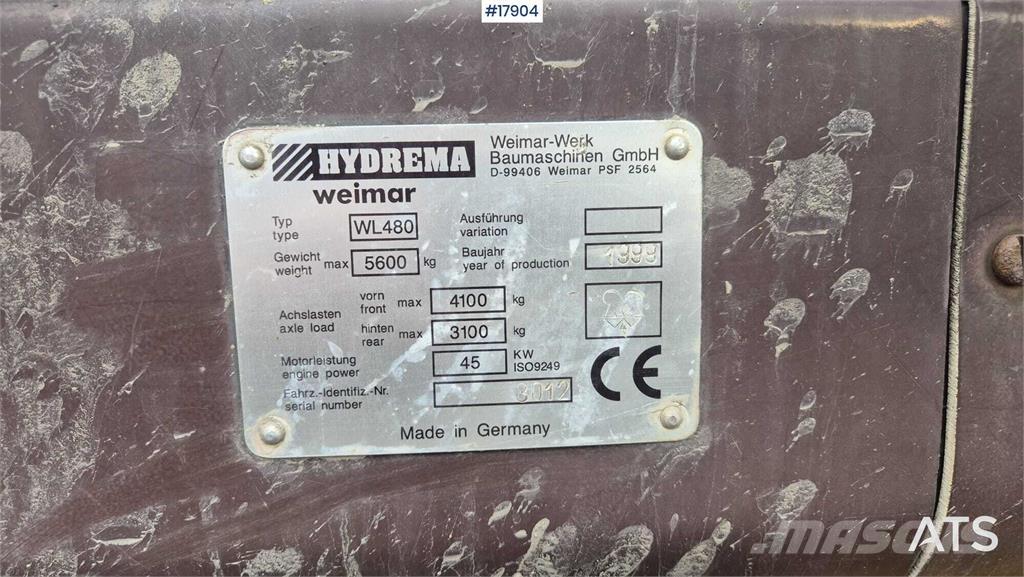 #17904
HYDREMA
weimar
Weimar-Werk
Baumaschinen GmbH
D-99406 Weimar PSF 2564
Typ
type
WL480
Ausführung
variation
Gewicht
weight max 5600 kg
Baujahr
year of production 1999
Achslasten
axle load
vorn
front max 4100 kg
hinten
rear max 3100 kg
Motorleistung
engine power
45 KW
ISO9249
Fahrz.-Identifiz.-Nr.
serial number
3012
CE
Made in Germany
MASCUS
ATS